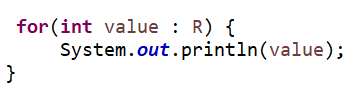 for(int value : R) {
System.out.println(value);
}